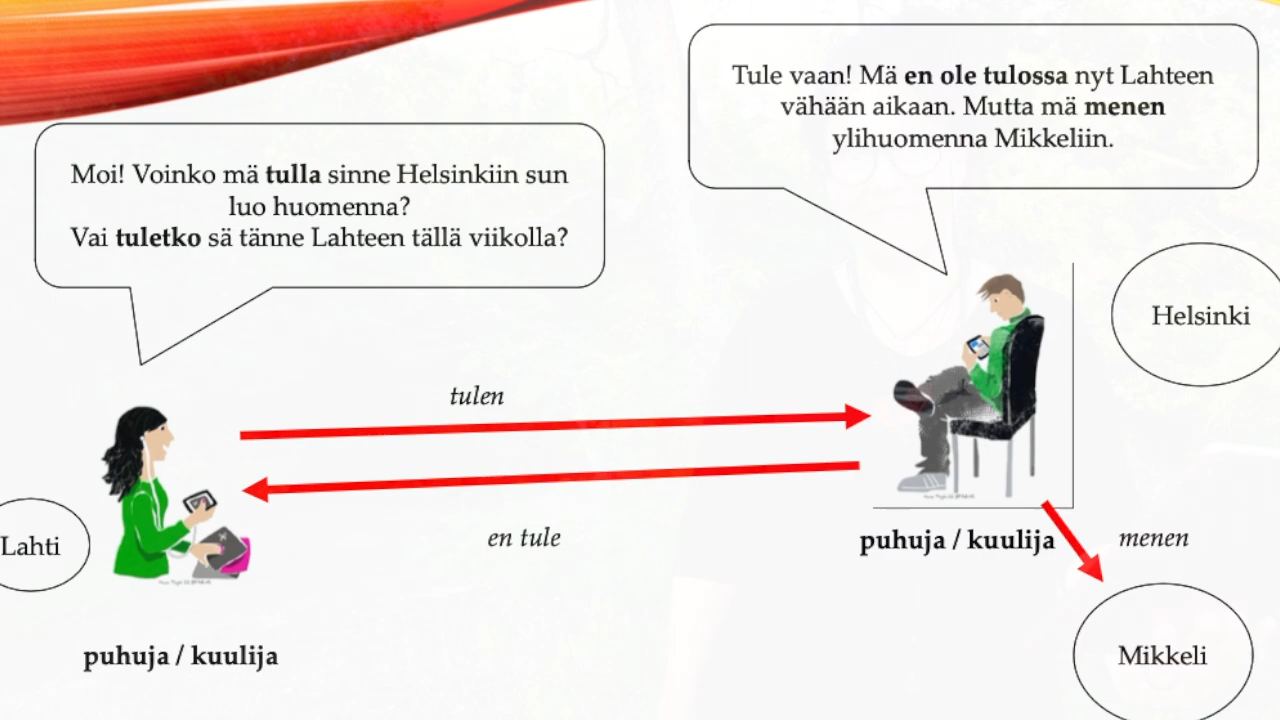 Tule vaan! Mä en ole tulossa nyt Lahteen
vähään aikaan. Mutta mä menen
ylihuomenna Mikkeliin.
Moi! Voinko mä tulla sinne Helsinkiin sun
luo huomenna?
Vai tuletko sä tänne Lahteen tällä viikolla?
Helsinki
tulen
en tule
Lahti
puhuja / kuulija
menen
puhuja / kuulija
Mikkeli